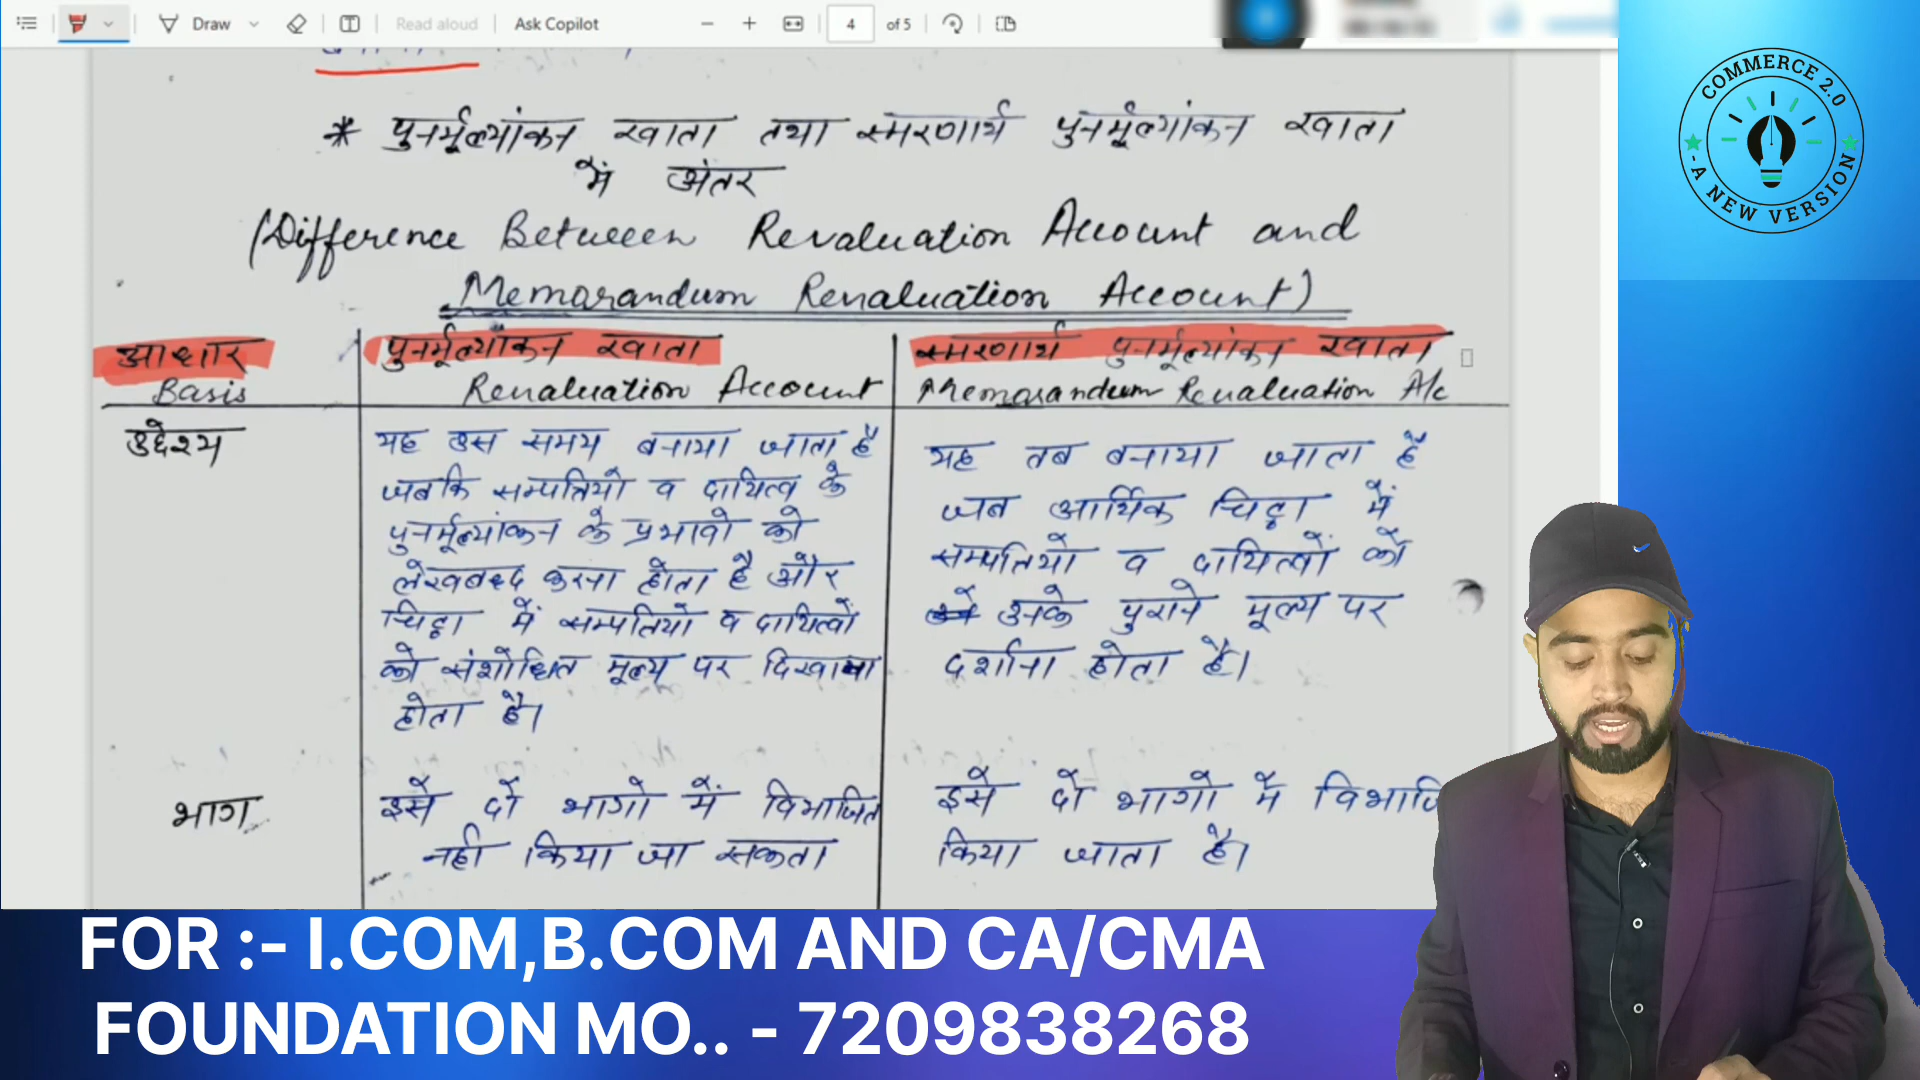 Draw
Read aloud
Ask Copilot
4
of 5
COMMERCE 2.0
-A NEW VERSION
* पुनर्मूल्यांकन खाता तथा स्मरणार्थ पुनर्मूल्यांकन खाता
में अंतर
(Difference Between Revaluation Account and
Memorandum Revaluation Account)
आधार
Basis
पुनर्मूल्यांकन खाता
Revaluation Account
स्मरणार्थ पुनर्मूल्यांकन खाता
Memorandum Revaluation A/c
उद्देश्य
यह उस समय बनाया जाता है
जबकि सम्पत्तियो व दायित्व के
पुनर्मूल्यांकन के प्रभावो को
लेखबद्ध करना होता है और
चिट्ठा में सम्पतियो व दायित्वों
को संशोधित मूल्य पर दिखाना
होता है।
यह तब बनाया जाता है
जब आर्थिक चिट्ठा में
सम्पतियो व दायित्वों को
उनके पुराने मूल्य पर
दर्शाना होता है।
भाग
इसे दो भागो में विभाजित
नही किया जा सकता
इसे दो भागो में
किया जाता है।
FOR :- I.COM,B.COM AND CA/CMA
FOUNDATION MO.. - 7209838268